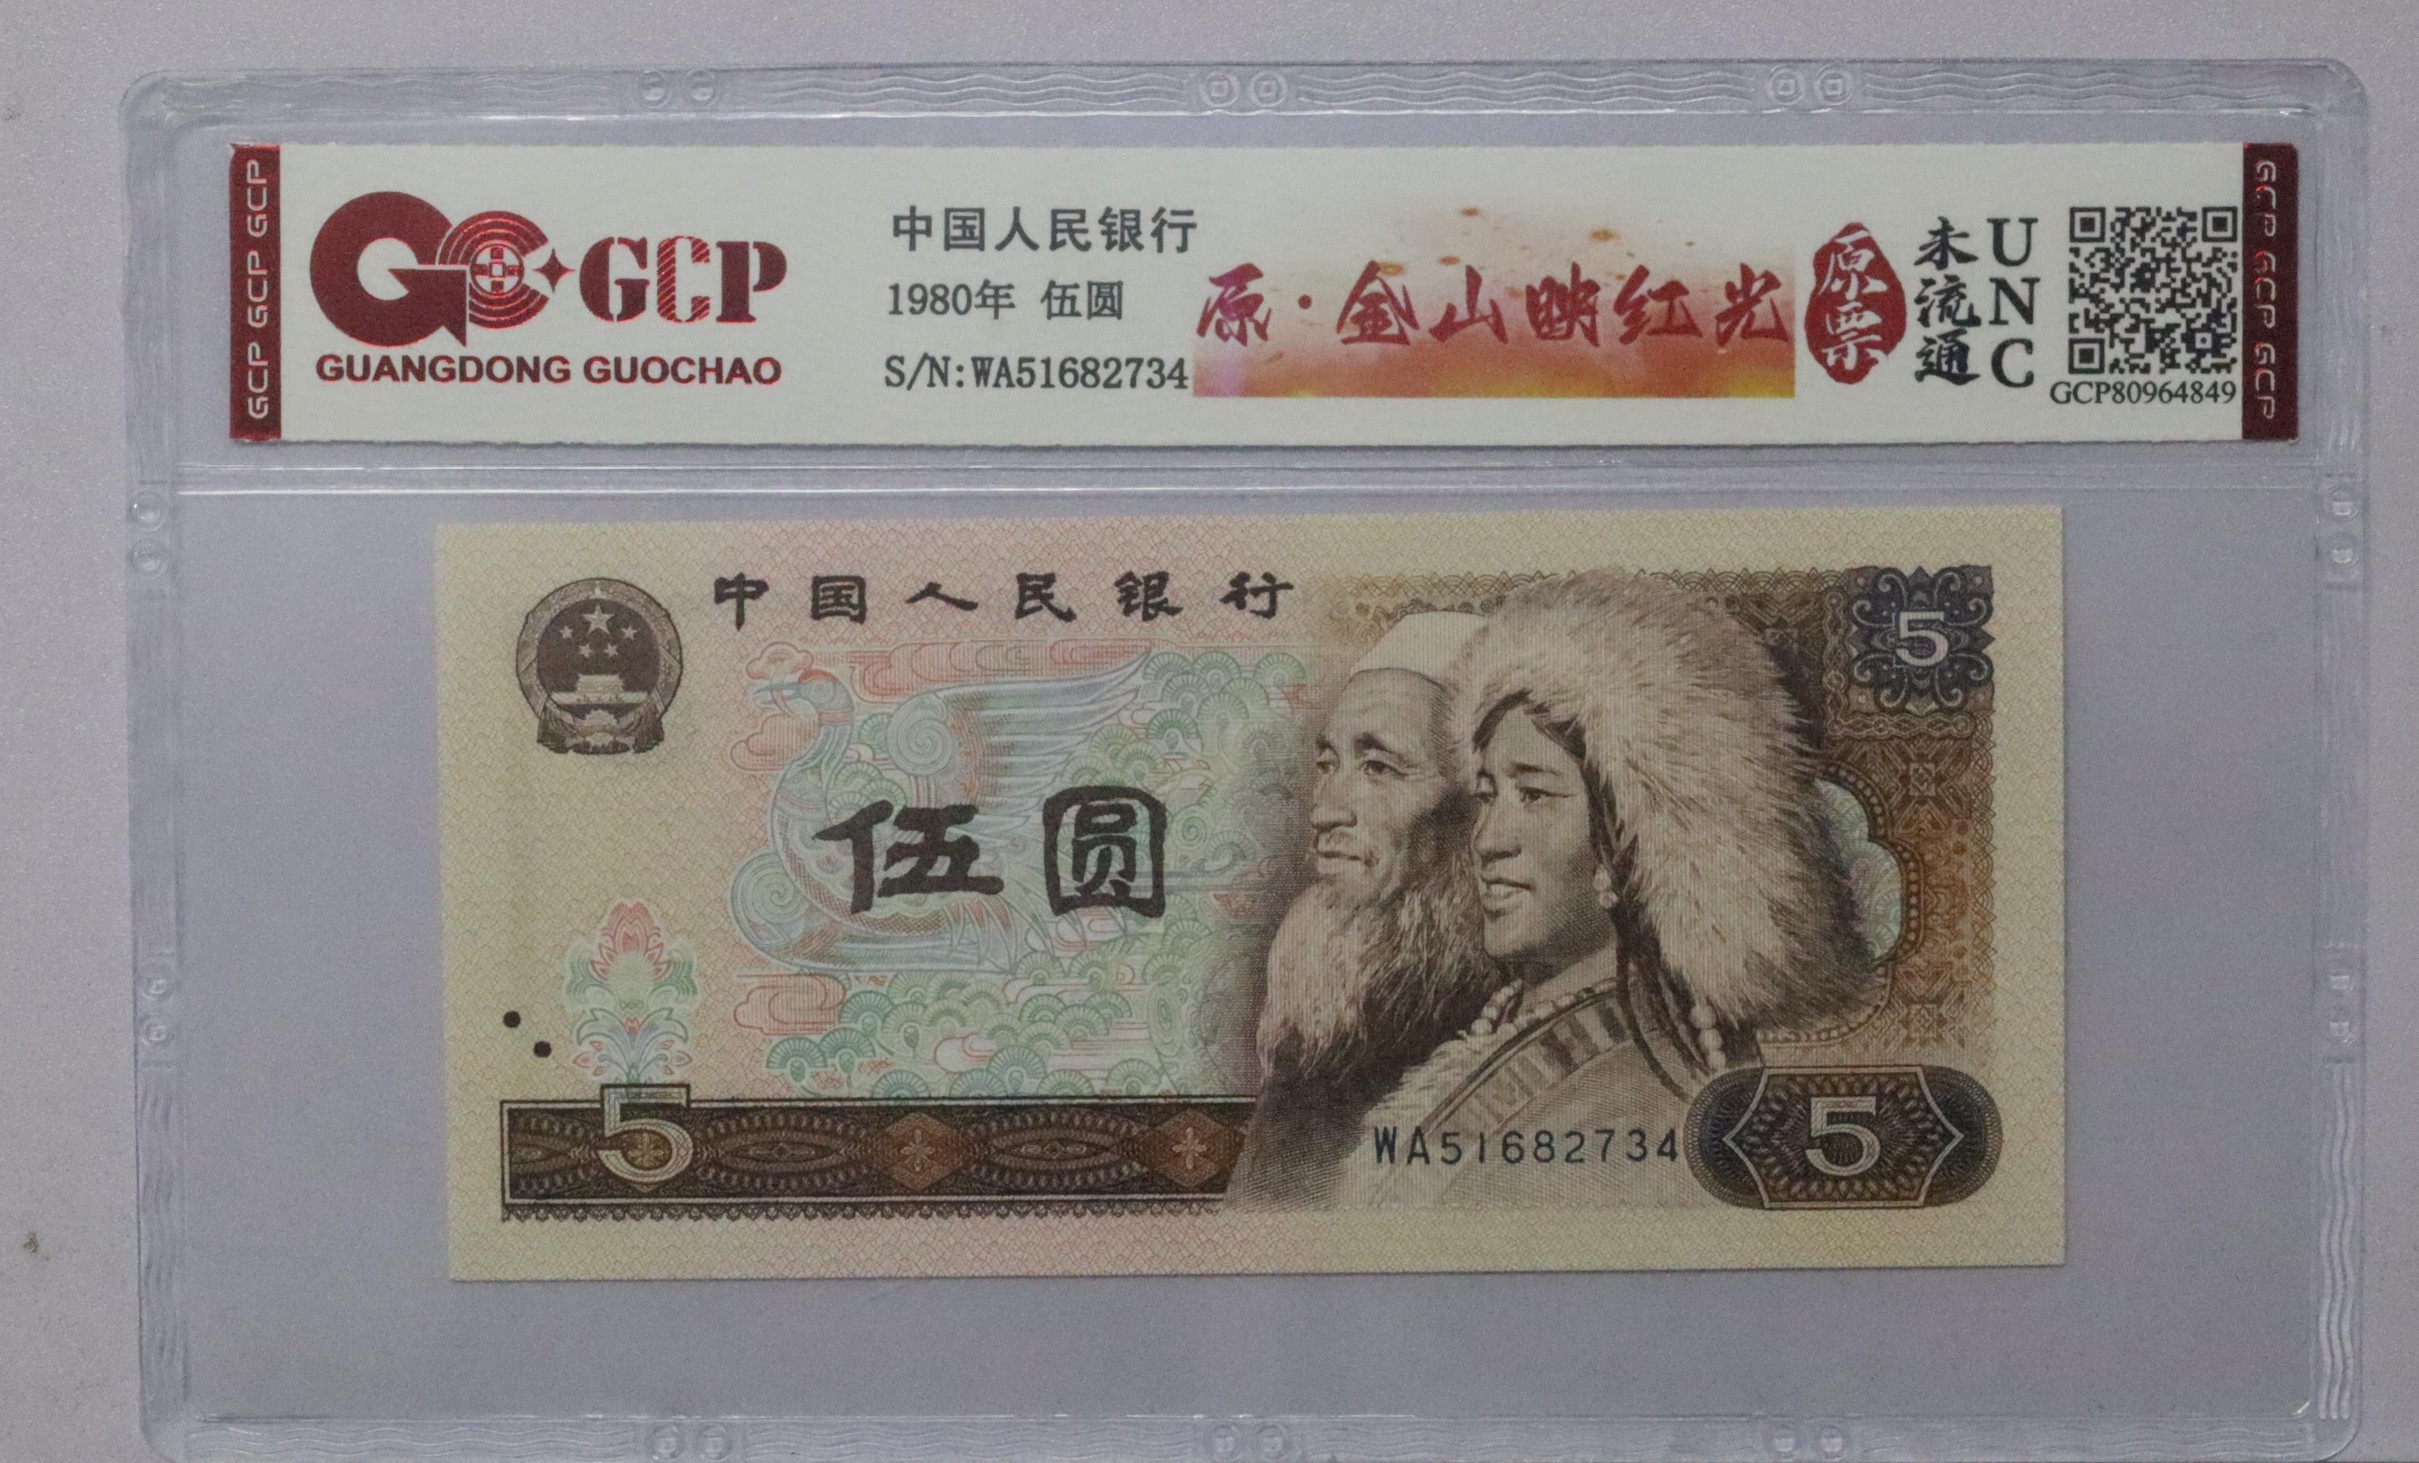 GCP GCP GCP
GCP
GUANGDONG GUOCHAO
中国人民银行
1980年 伍圆
S/N:WA51682734
原·金山映红光
原票
未流通
UNC
GCP80964849
GCP GCP GCP
中国人民银行
5
伍圆
5
WA51682734
5